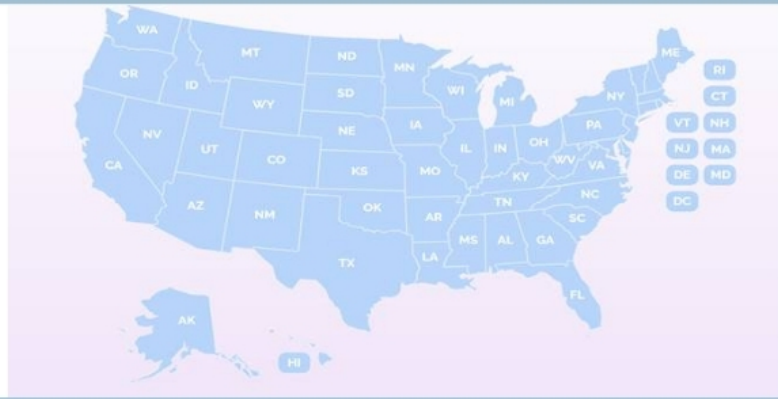 WA
MT
ND
MN
ME
OR
ID
WY
SD
WI
MI
NY
RI
CT
NV
UT
CO
NE
IA
IL
IN
OH
PA
VT NH
NJ MA
CA
KS
MO
KY
WV
VA
DE MD
AZ
NM
OK
AR
TN
NC
SC
DC
TX
LA
MS
AL
GA
FL
AK
HI